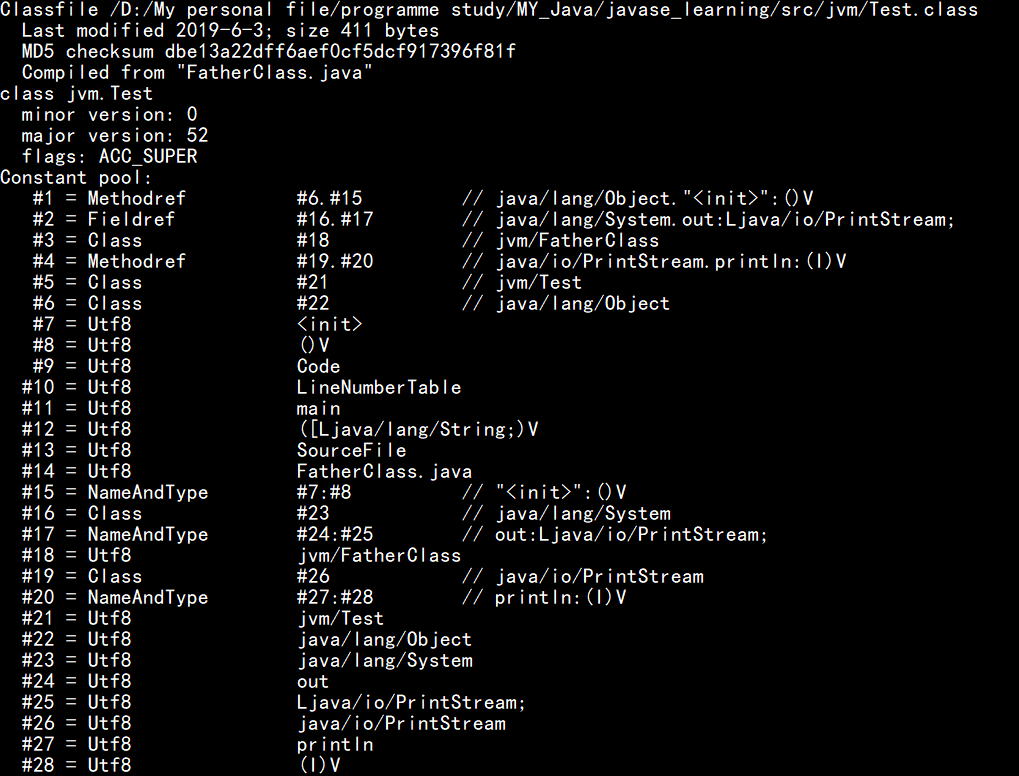 Classfile /D:/My personal file/programme study/MY_Java/javase_learning/src/jvm/Test.class
  Last modified 2019-6-3; size 411 bytes
  MD5 checksum dbe13a22dff6aef0cf5dcf917396f81f
  Compiled from "FatherClass.java"
class jvm.Test
  minor version: 0
  major version: 52
  flags: ACC_SUPER
Constant pool:
   #1 = Methodref          #6.#15         // java/lang/Object."<init>":()V
   #2 = Fieldref           #16.#17        // java/lang/System.out:Ljava/io/PrintStream;
   #3 = Class              #18            // jvm/FatherClass
   #4 = Methodref          #19.#20        // java/io/PrintStream.println:(I)V
   #5 = Class              #21            // jvm/Test
   #6 = Class              #22            // java/lang/Object
   #7 = Utf8               <init>
   #8 = Utf8               ()V
   #9 = Utf8               Code
  #10 = Utf8               LineNumberTable
  #11 = Utf8               main
  #12 = Utf8               ([Ljava/lang/String;)V
  #13 = Utf8               SourceFile
  #14 = Utf8               FatherClass.java
  #15 = NameAndType        #7:#8          // "<init>":()V
  #16 = Class              #23            // java/lang/System
  #17 = NameAndType        #24:#25        // out:Ljava/io/PrintStream;
  #18 = Utf8               jvm/FatherClass
  #19 = Class              #26            // java/io/PrintStream
  #20 = NameAndType        #27:#28        // println:(I)V
  #21 = Utf8               jvm/Test
  #22 = Utf8               java/lang/Object
  #23 = Utf8               java/lang/System
  #24 = Utf8               out
  #25 = Utf8               Ljava/io/PrintStream;
  #26 = Utf8               java/io/PrintStream
  #27 = Utf8               println
  #28 = Utf8               (I)V